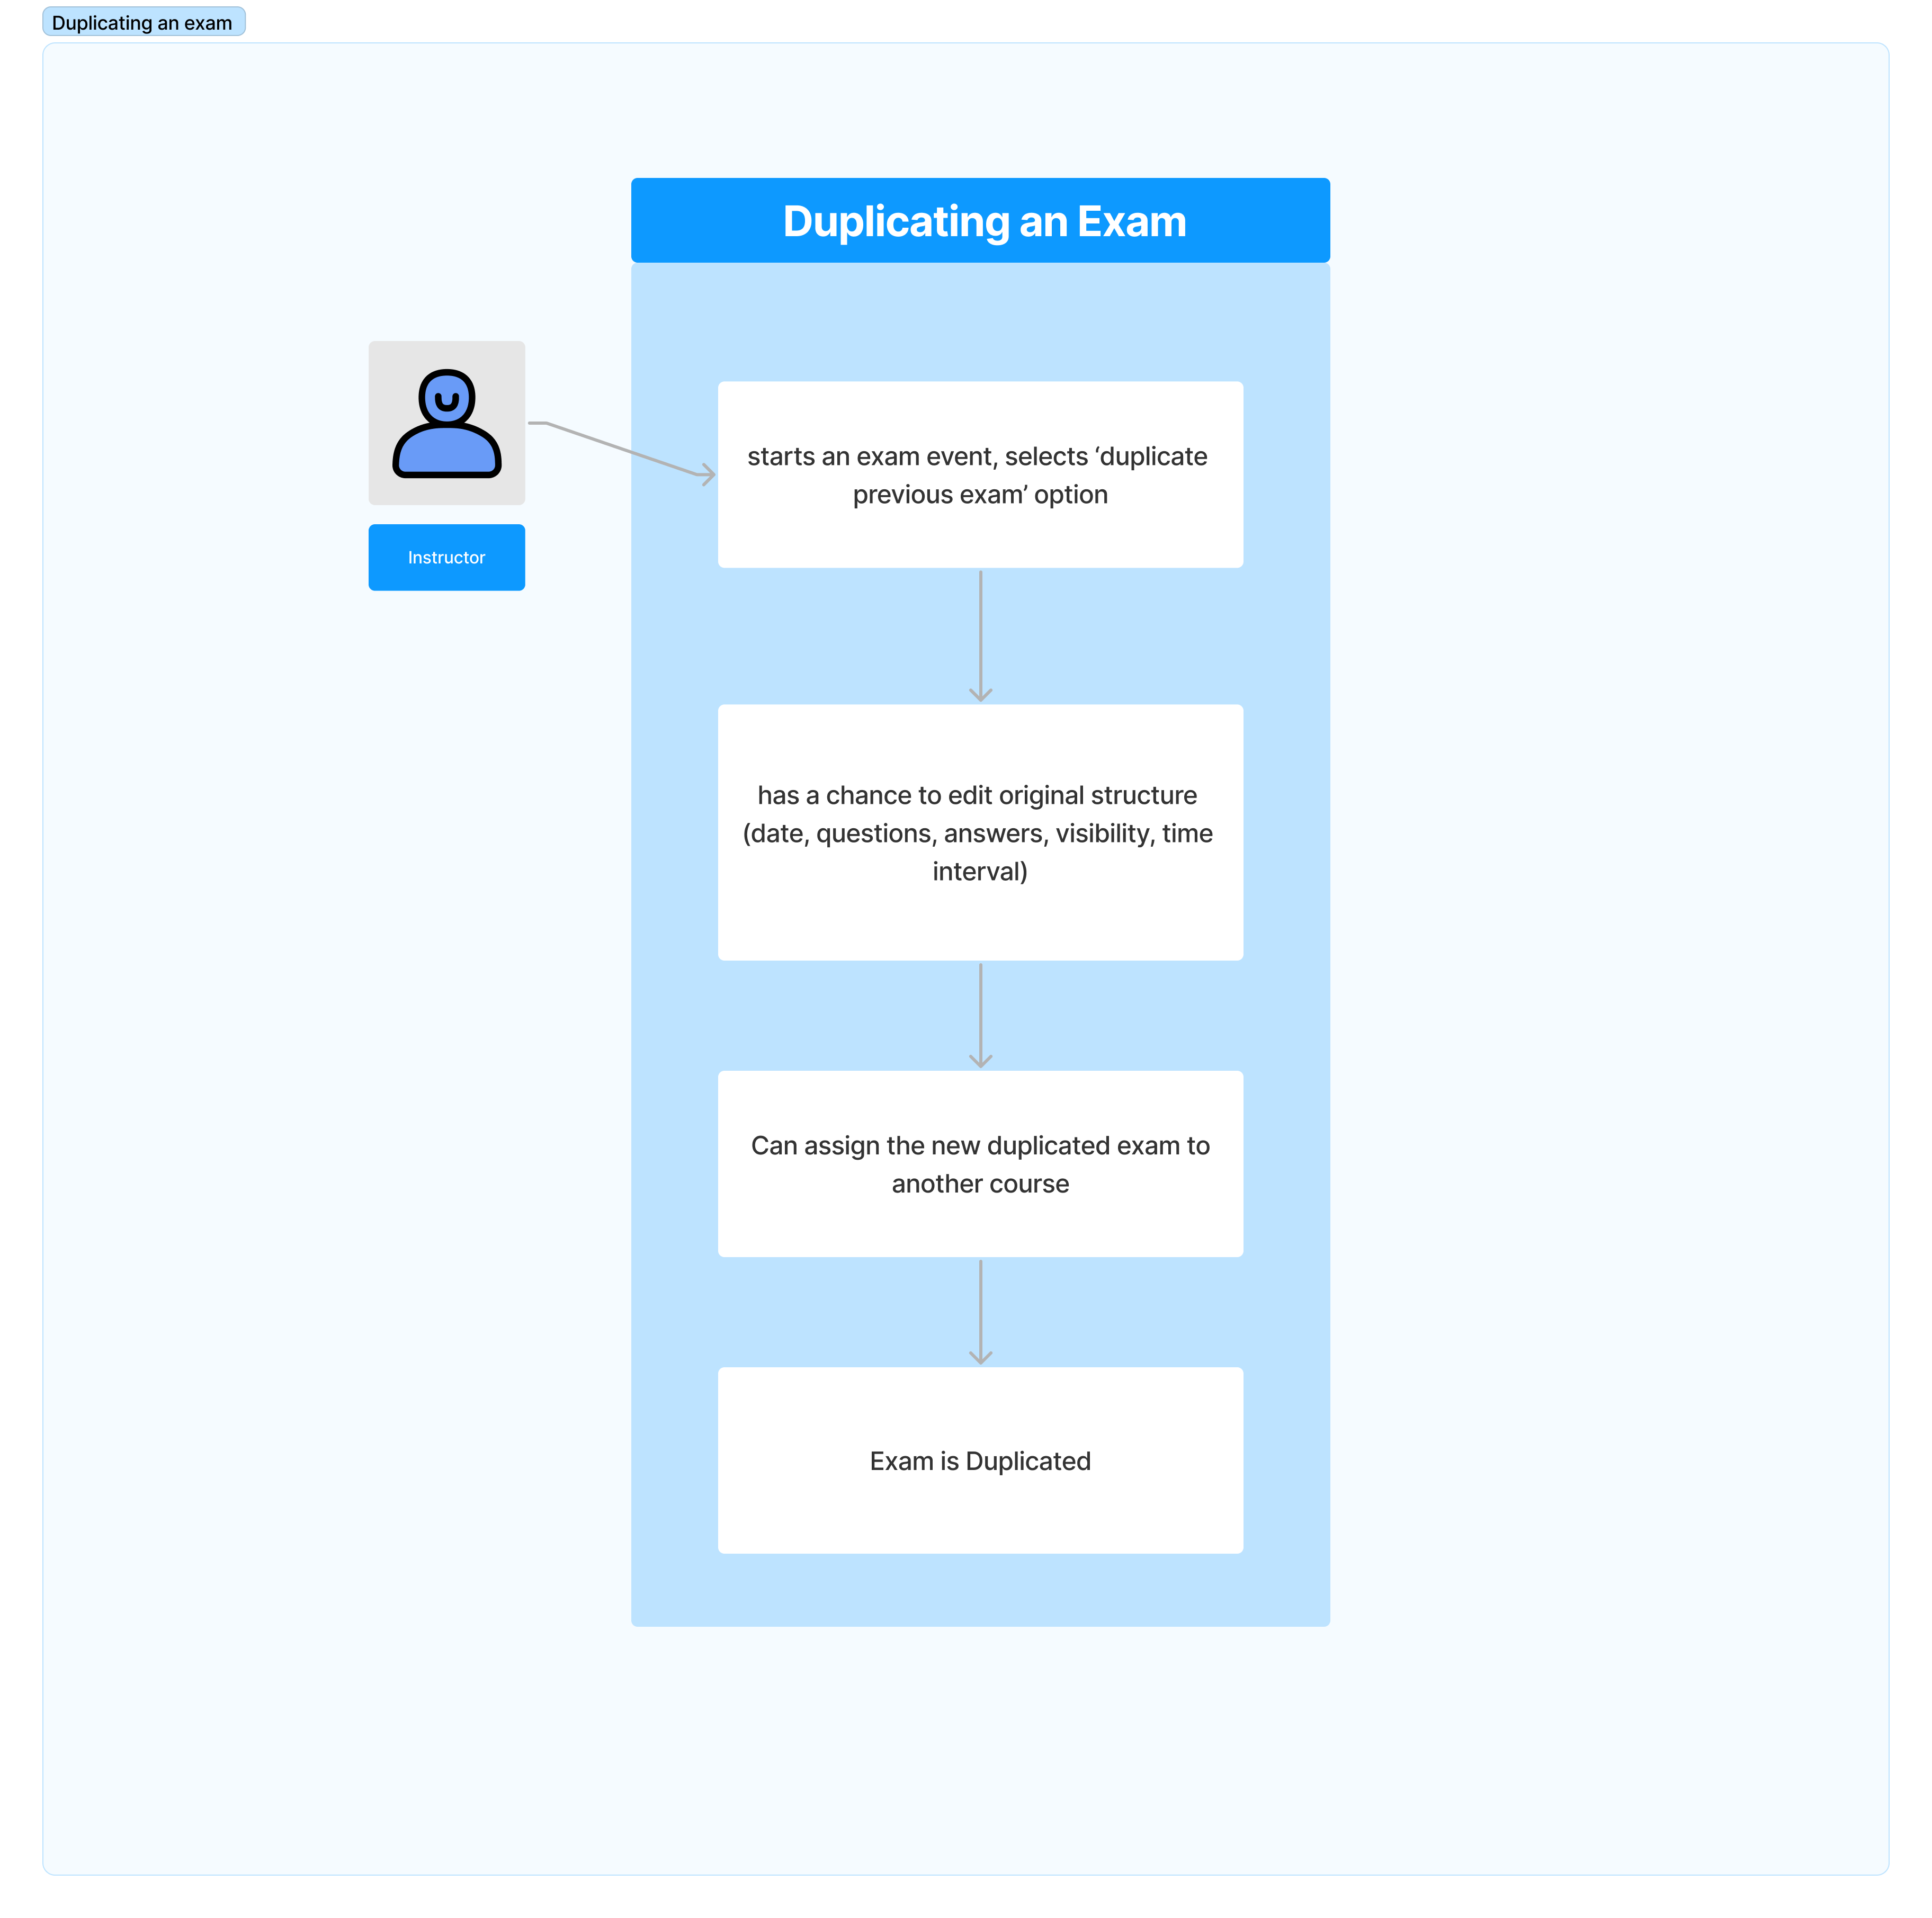 Duplicating an exam
Duplicating an Exam
starts an exam event, selects ‘duplicate
previous exam’ option
Instructor
has a chance to edit original structure
(date, questions, answers, visibility, time
interval)
Can assign the new duplicated exam to
another course
Exam is Duplicated